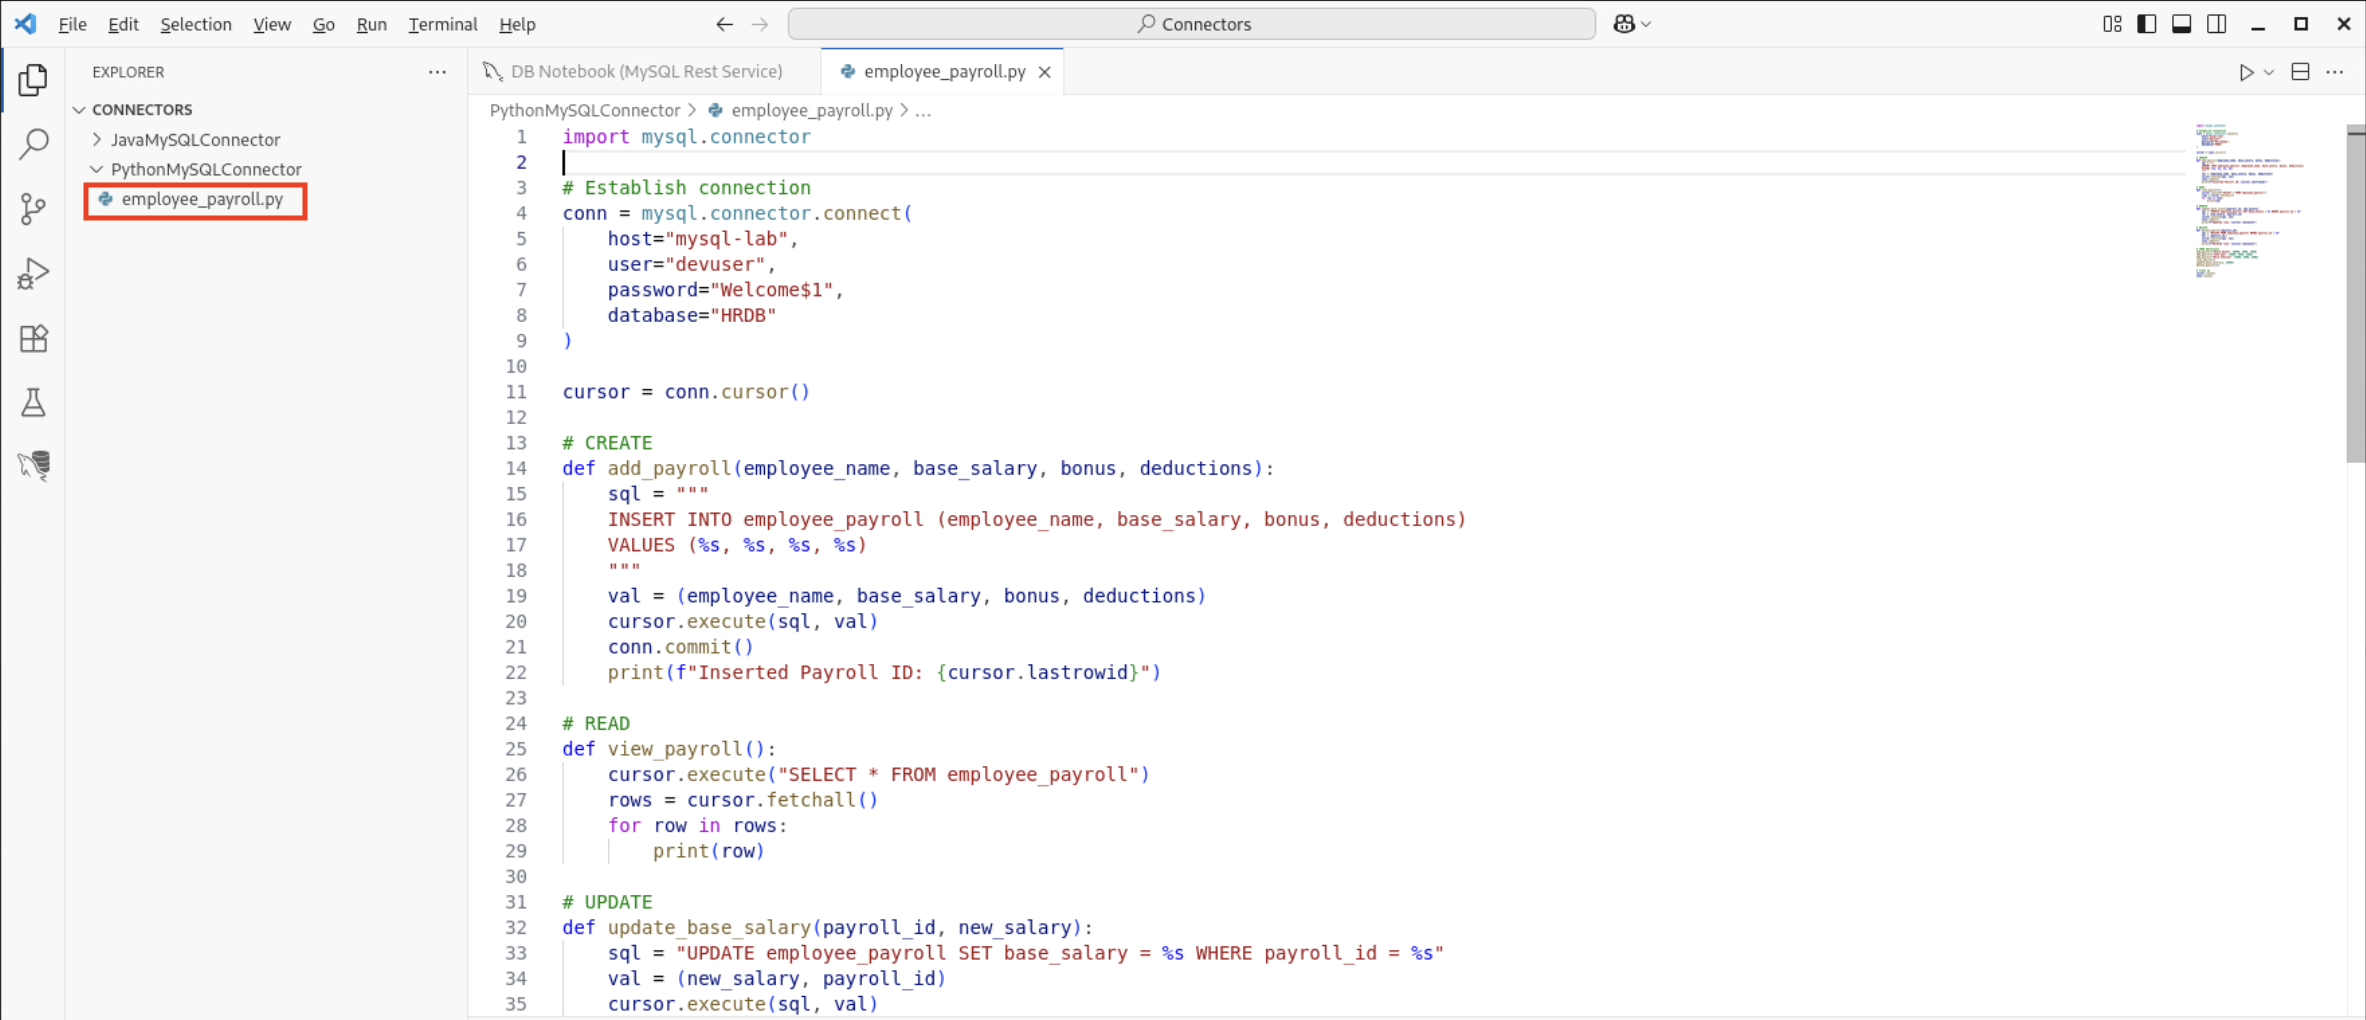 File Edit Selection View Go Run Terminal Help
Connectors
EXPLORER
CONNECTORS
JavaMySQLConnector
PythonMySQLConnector
employee_payroll.py
DB Notebook (MySQL Rest Service)
employee_payroll.py
PythonMySQLConnector > employee_payroll.py > ...
1 import mysql.connector
2
3 # Establish connection
4 conn = mysql.connector.connect(
5     host="mysql-lab",
6     user="devuser",
7     password="Welcome$1",
8     database="HRDB"
9 )
10
11 cursor = conn.cursor()
12
13 # CREATE
14 def add_payroll(employee_name, base_salary, bonus, deductions):
15     sql = """
16     INSERT INTO employee_payroll (employee_name, base_salary, bonus, deductions)
17     VALUES (%s, %s, %s, %s)
18     """
19     val = (employee_name, base_salary, bonus, deductions)
20     cursor.execute(sql, val)
21     conn.commit()
22     print(f"Inserted Payroll ID: {cursor.lastrowid}")
23
24 # READ
25 def view_payroll():
26     cursor.execute("SELECT * FROM employee_payroll")
27     rows = cursor.fetchall()
28     for row in rows:
29         print(row)
30
31 # UPDATE
32 def update_base_salary(payroll_id, new_salary):
33     sql = "UPDATE employee_payroll SET base_salary = %s WHERE payroll_id = %s"
34     val = (new_salary, payroll_id)
35     cursor.execute(sql, val)